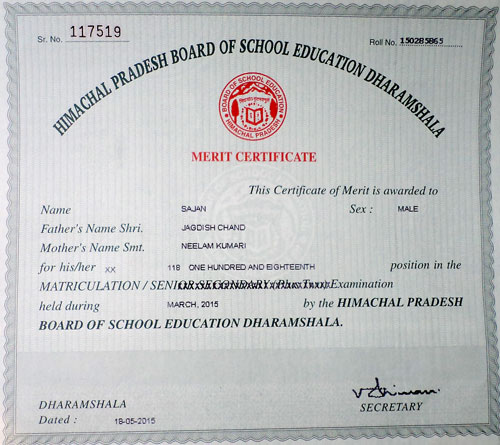 Sr. No. 117519
Roll No. 150285865
HIMACHAL PRADESH BOARD OF SCHOOL EDUCATION DHARAMSHALA
BOARD OF SCHOOL EDUCATION
HIMACHAL PRADESH
MERIT CERTIFICATE
This Certificate of Merit is awarded to
Name SAJAN Sex : MALE
Father's Name Shri. JAGDISH CHAND
Mother's Name Smt. NEELAM KUMARI
for his/her xx 118 ONE HUNDRED AND EIGHTEENTH position in the
MATRICULATION / SENIOR SECONDARY (Plus Two) Examination
held during MARCH, 2015 by the HIMACHAL PRADESH
BOARD OF SCHOOL EDUCATION DHARAMSHALA.
DHARAMSHALA
Dated : 18-05-2015
SECRETARY